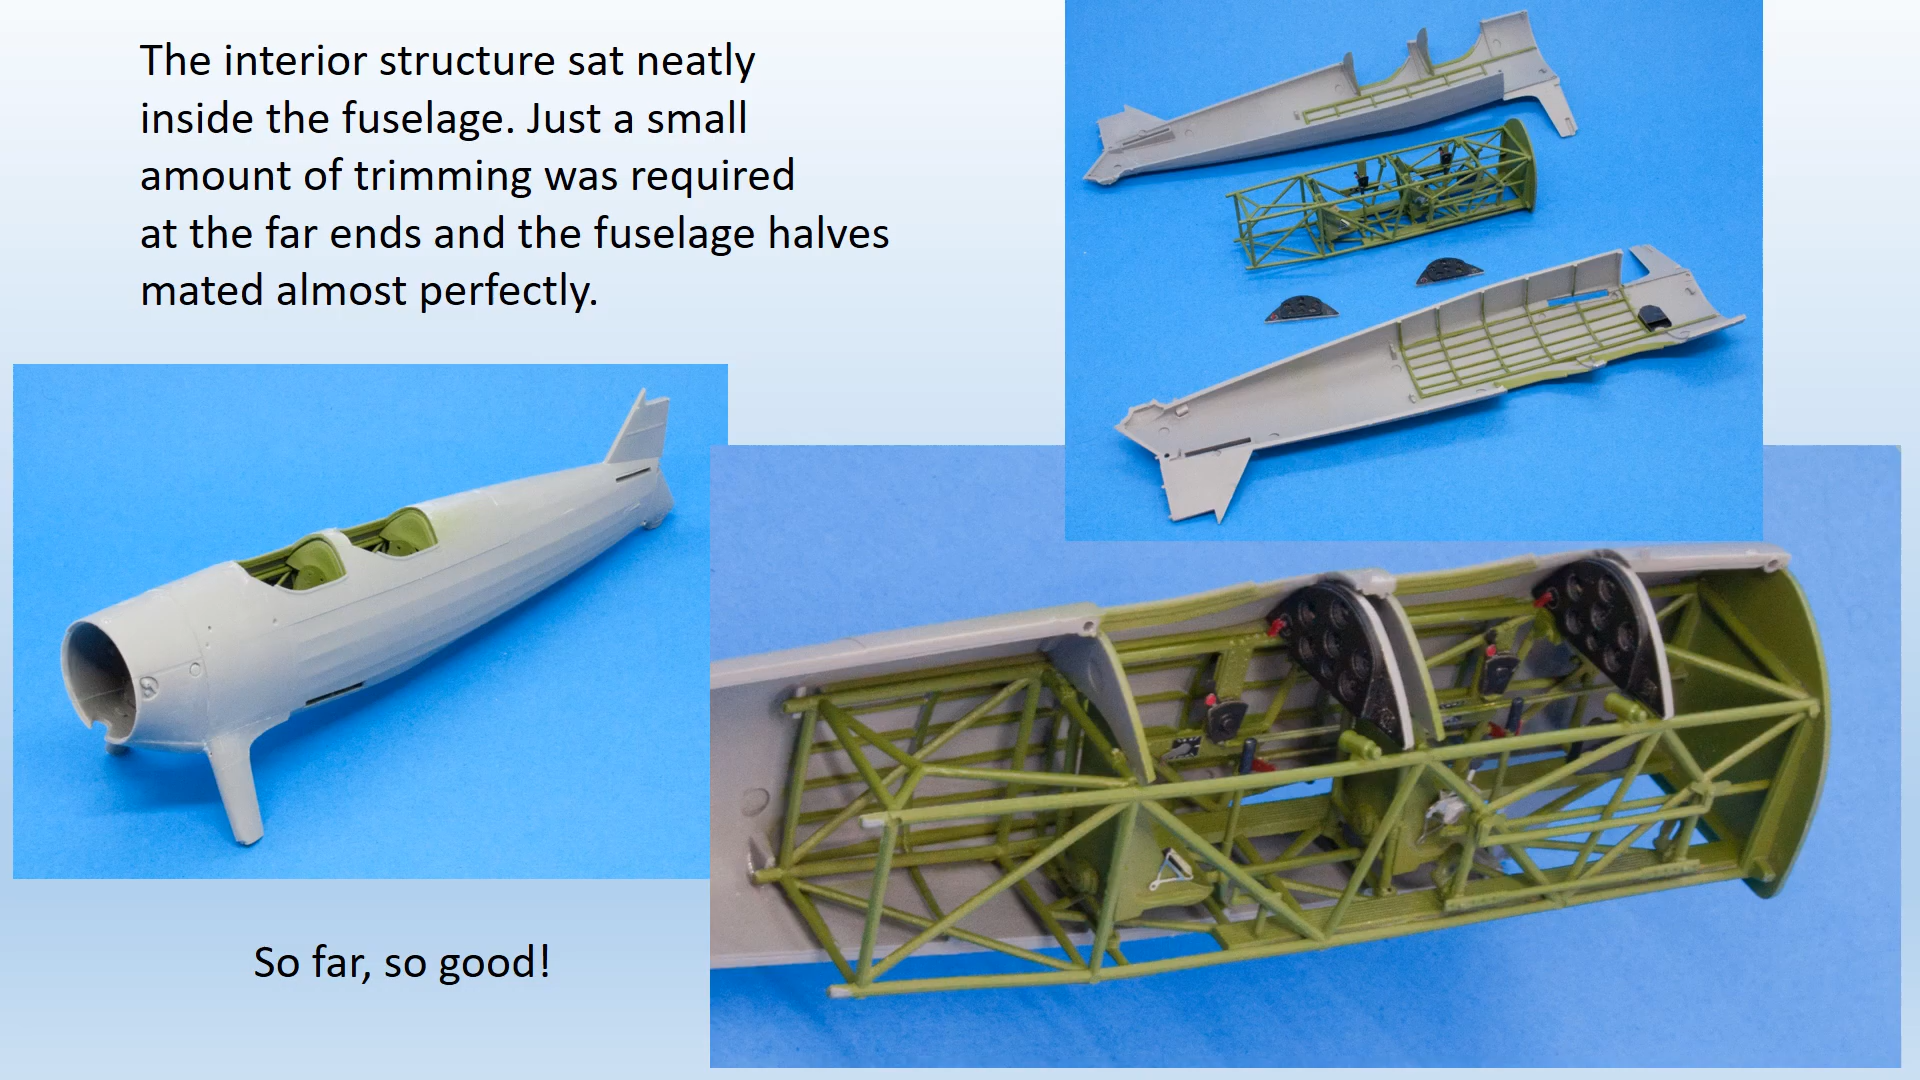 The interior structure sat neatly
inside the fuselage. Just a small
amount of trimming was required
at the far ends and the fuselage halves
mated almost perfectly.
So far, so good!